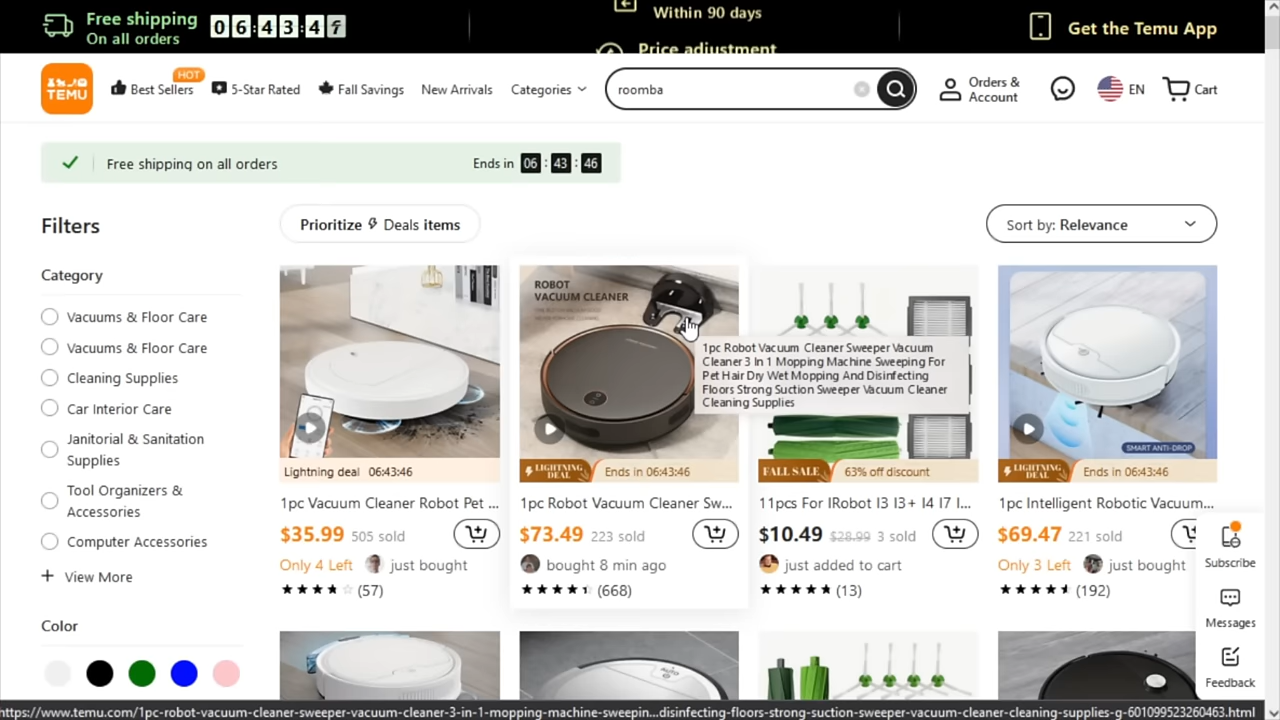 Free shipping
On all orders
06:43:47
Within 90 days
Price adjustment
Get the Temu App
TEMU
Best Sellers
HOT
5-Star Rated
Fall Savings
New Arrivals
Categories
roomba
Orders &
Account
EN
Cart
Free shipping on all orders
Ends in 06 : 43 : 46
Filters
Prioritize Deals items
Sort by: Relevance
Category
Vacuums & Floor Care
Vacuums & Floor Care
Cleaning Supplies
Car Interior Care
Janitorial & Sanitation
Supplies
Tool Organizers &
Accessories
Computer Accessories
+ View More
Color
Lightning deal 06:43:46
1pc Vacuum Cleaner Robot Pet ...
$35.99 505 sold
Only 4 Left just bought
(57)
ROBOT
VACUUM CLEANER
LIGHTNING
DEAL
Ends in 06:43:46
1pc Robot Vacuum Cleaner Sw...
$73.49 223 sold
bought 8 min ago
(668)
1pc Robot Vacuum Cleaner Sweeper Vacuum
Cleaner 3 In 1 Mopping Machine Sweeping For
Pet Hair Dry Wet Mopping And Disinfecting
Floors Strong Suction Sweeper Vacuum Cleaner
Cleaning Supplies
FALL SALE 63% off discount
11pcs For IRobot I3 I3+ I4 I7 I...
$10.49 $28.99 3 sold
just added to cart
(13)
SMART ANTI-DROP
LIGHTNING
DEAL
Ends in 06:43:46
1pc Intelligent Robotic Vacuum...
$69.47 221 sold
Only 3 Left just bought
(192)
Subscribe
Messages
Feedback
https://www.temu.com/1pc-robot-vacuum-cleaner-sweeper-vacuum-cleaner-3-in-1-mopping-machine-sweepin...disinfecting-floors-strong-suction-sweeper-vacuum-cleaner-cleaning-supplies-g-601099523260463.html